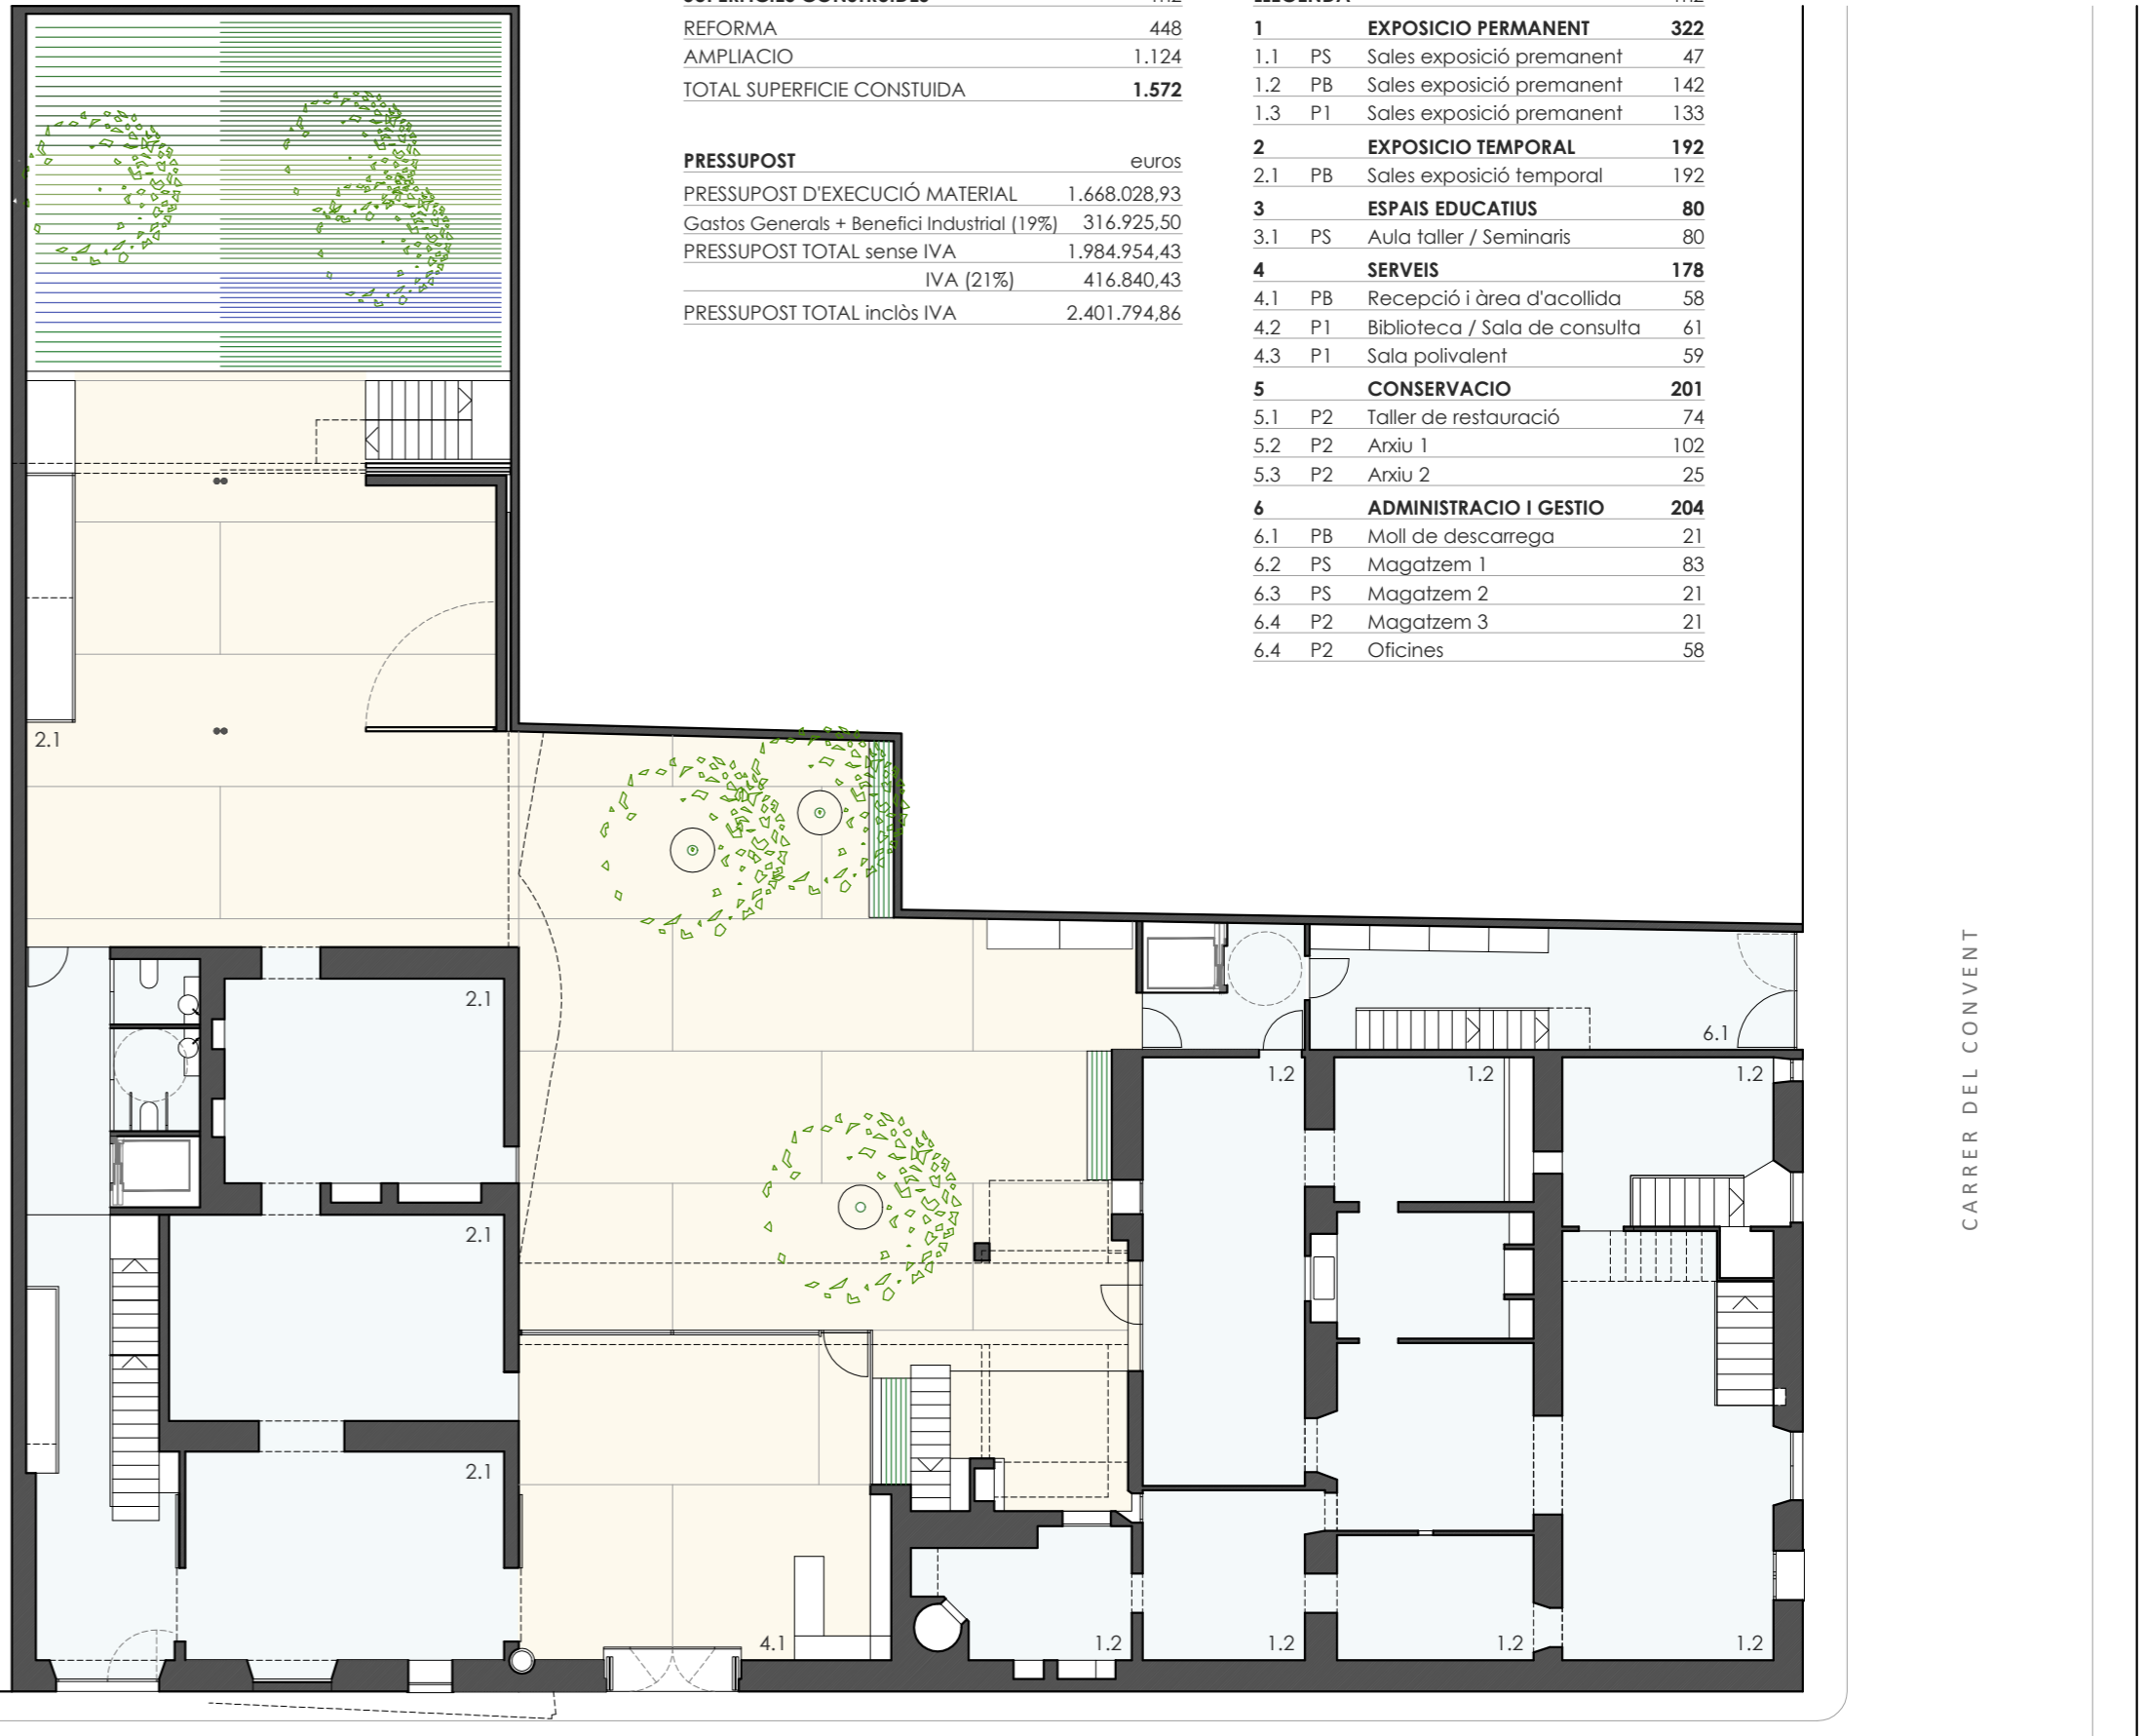 SUPERFICIES CONSTRUIDES m2
REFORMA 448
AMPLIACIO 1.124
TOTAL SUPERFICIE CONSTUIDA 1.572
PRESSUPOST euros
PRESSUPOST D'EXECUCIÓ MATERIAL 1.668.028,93
Gastos Generals + Benefici Industrial (19%) 316.925,50
PRESSUPOST TOTAL sense IVA 1.984.954,43
IVA (21%) 416.840,43
PRESSUPOST TOTAL inclòs IVA 2.401.794,86
LLEGENDA m2
1 EXPOSICIO PERMANENT 322
1.1 PS Sales exposició premanent 47
1.2 PB Sales exposició premanent 142
1.3 P1 Sales exposició premanent 133
2 EXPOSICIO TEMPORAL 192
2.1 PB Sales exposició temporal 192
3 ESPAIS EDUCATIUS 80
3.1 PS Aula taller / Seminaris 80
4 SERVEIS 178
4.1 PB Recepció i àrea d'acollida 58
4.2 P1 Biblioteca / Sala de consulta 61
4.3 P1 Sala polivalent 59
5 CONSERVACIO 201
5.1 P2 Taller de restauració 74
5.2 P2 Arxiu 1 102
5.3 P2 Arxiu 2 25
6 ADMINISTRACIO I GESTIO 204
6.1 PB Moll de descarrega 21
6.2 PS Magatzem 1 83
6.3 PS Magatzem 2 21
6.4 P2 Magatzem 3 21
6.4 P2 Oficines 58
2.1
2.1
6.1
1.2 1.2 1.2
2.1
2.1
4.1 1.2 1.2 1.2 1.2
CARRER DEL CONVENT